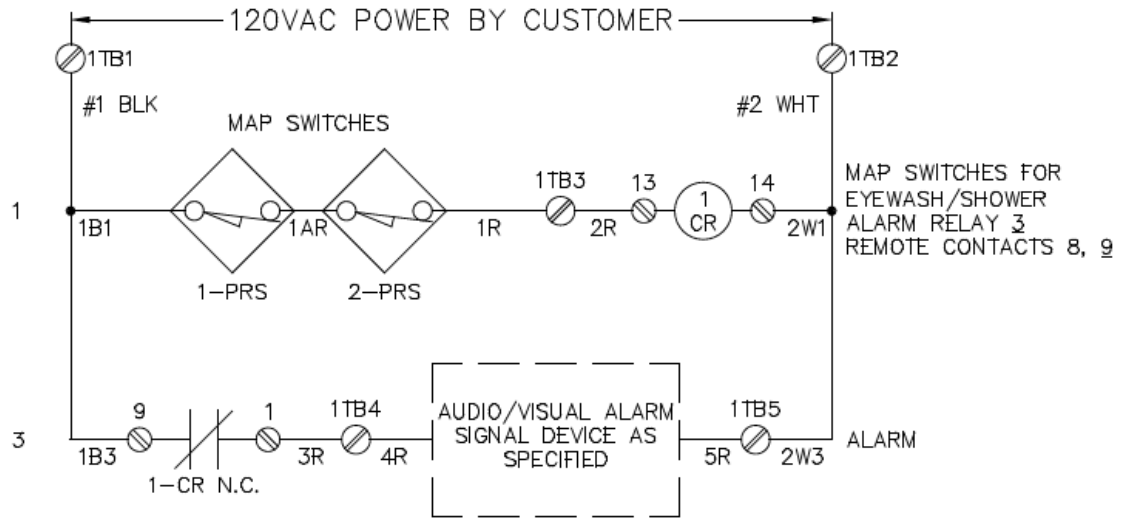 120VAC POWER BY CUSTOMER
1TB1
1TB2
#1 BLK
#2 WHT
MAP SWITCHES
1
1B1
1AR
1R
1TB3
2R
13
1
CR
14
2W1
1-PRS
2-PRS
MAP SWITCHES FOR
EYEWASH/SHOWER
ALARM RELAY 3
REMOTE CONTACTS 8, 9
3
1B3
9
1-CR N.C.
1
3R
1TB4
4R
AUDIO/VISUAL ALARM
SIGNAL DEVICE AS
SPECIFIED
5R
1TB5
2W3
ALARM